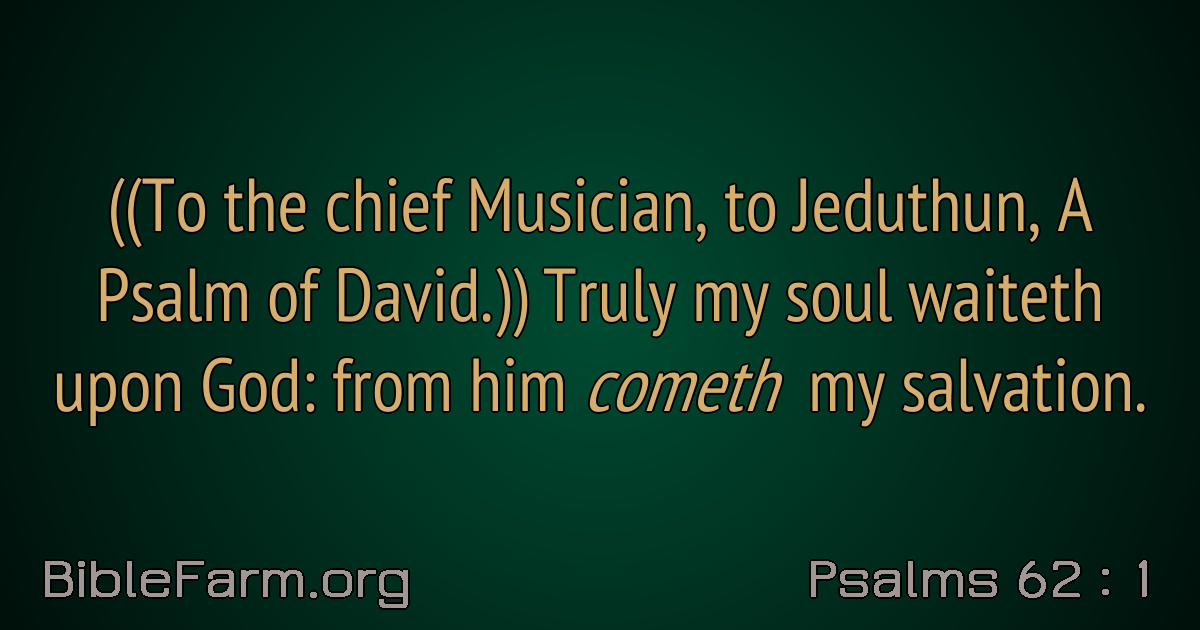 ((To the chief Musician, to Jeduthun, A
Psalm of David.)) Truly my soul waiteth
upon God: from him cometh my salvation.
BibleFarm.org
Psalms 62 : 1